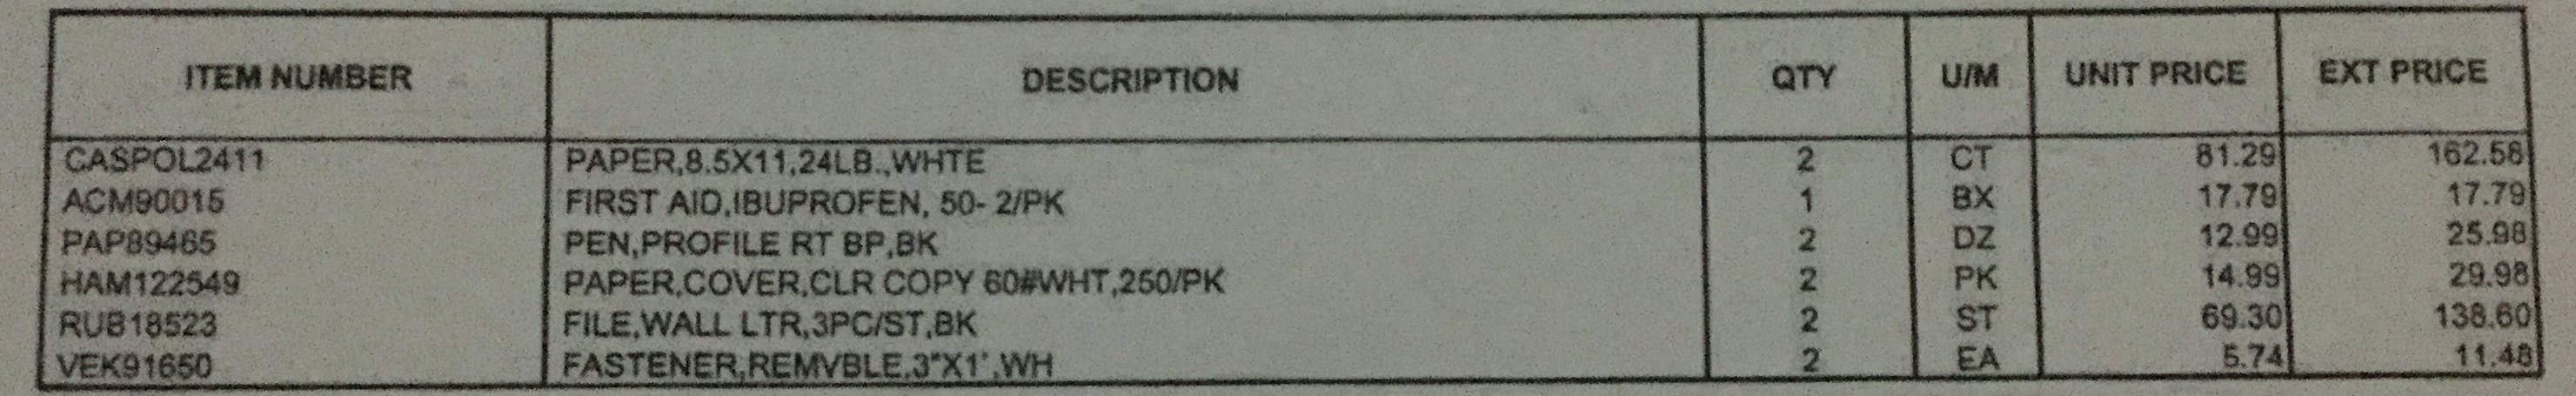 ITEM NUMBER DESCRIPTION QTY U/M UNIT PRICE EXT PRICE
CASPOL2411 PAPER,8.5X11,24LB.,WHTE 2 CT 81.29 162.58
ACM90015 FIRST AID,IBUPROFEN, 50- 2/PK 1 BX 17.79 17.79
PAP89465 PEN,PROFILE RT BP,BK 2 DZ 12.99 25.98
HAM122549 PAPER,COVER,CLR COPY 60#WHT,250/PK 2 PK 14.99 29.98
RUB18523 FILE,WALL LTR,3PC/ST,BK 2 ST 69.30 138.60
VEK91650 FASTENER,REMVBLE,3"X1',WH 2 EA 5.74 11.48